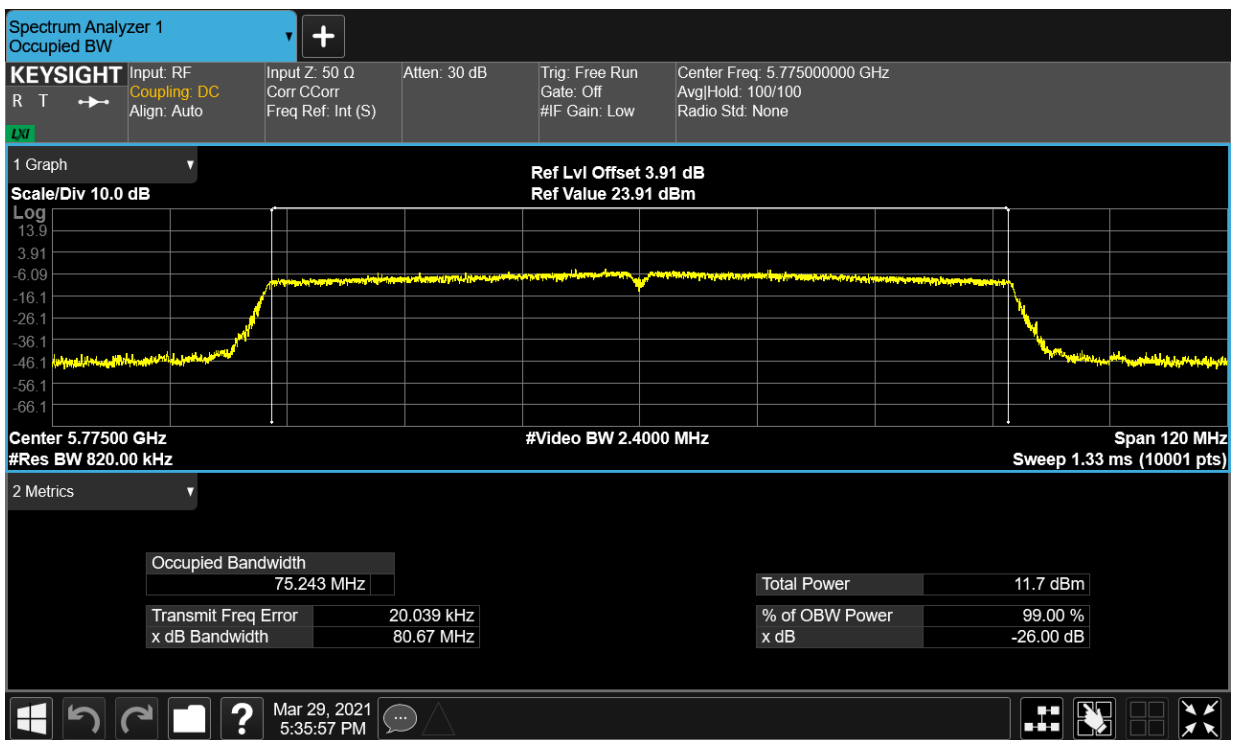 Spectrum Analyzer 1
Occupied BW
▼
+
KEYSIGHT
R T
LXI
Input: RF
Coupling: DC
Align: Auto
Input Z: 50 Ω
Corr CCorr
Freq Ref: Int (S)
Atten: 30 dB
Trig: Free Run
Gate: Off
#IF Gain: Low
Center Freq: 5.775000000 GHz
Avg|Hold: 100/100
Radio Std: None
1 Graph ▼
Scale/Div 10.0 dB
Ref Lvl Offset 3.91 dB
Ref Value 23.91 dBm
Log
13.9
3.91
-6.09
-16.1
-26.1
-36.1
-46.1
-56.1
-66.1
Center 5.77500 GHz
#Res BW 820.00 kHz
#Video BW 2.4000 MHz
Span 120 MHz
Sweep 1.33 ms (10001 pts)
2 Metrics ▼
Occupied Bandwidth
75.243 MHz
Transmit Freq Error 20.039 kHz
x dB Bandwidth 80.67 MHz
Total Power 11.7 dBm
% of OBW Power 99.00 %
x dB -26.00 dB
?
Mar 29, 2021
5:35:57 PM